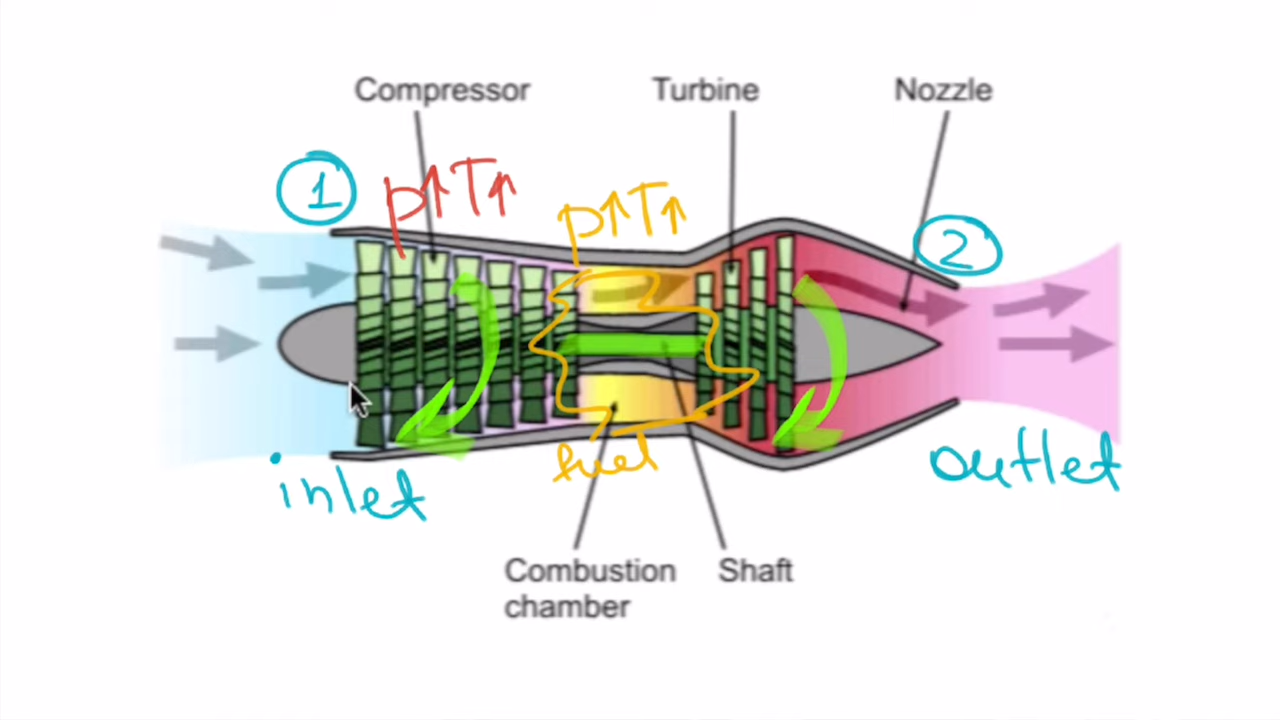 Compressor
Turbine
Nozzle
1
p↑T↑
p↑T↑
2
fuel
inlet
outlet
Combustion
chamber
Shaft